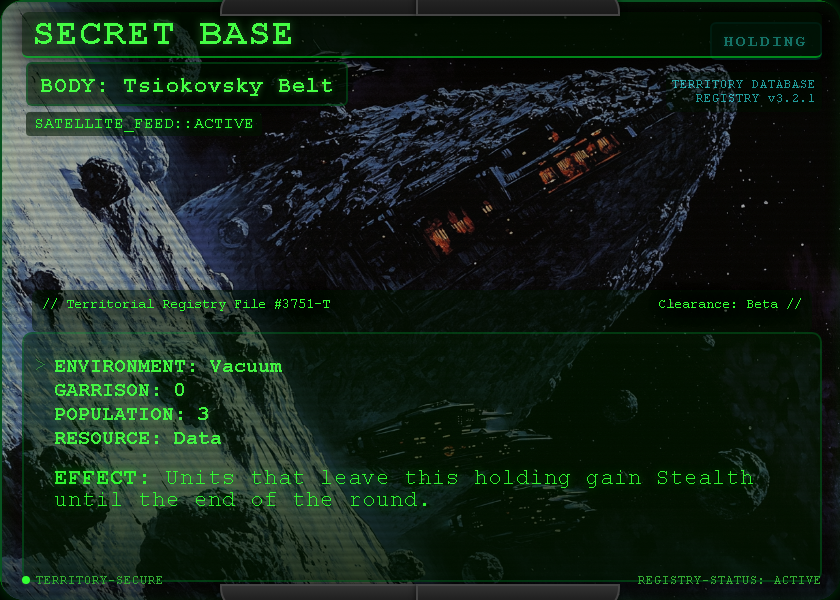 SECRET BASE
HOLDING
BODY: Tsiokovsky Belt
TERRITORY DATABASE
REGISTRY v3.2.1
SATELLITE_FEED::ACTIVE
// Territorial Registry File #3751-T
Clearance: Beta //
> ENVIRONMENT: Vacuum
GARRISON: 0
POPULATION: 3
RESOURCE: Data
EFFECT: Units that leave this holding gain Stealth
until the end of the round.
TERRITORY-SECURE
REGISTRY-STATUS: ACTIVE